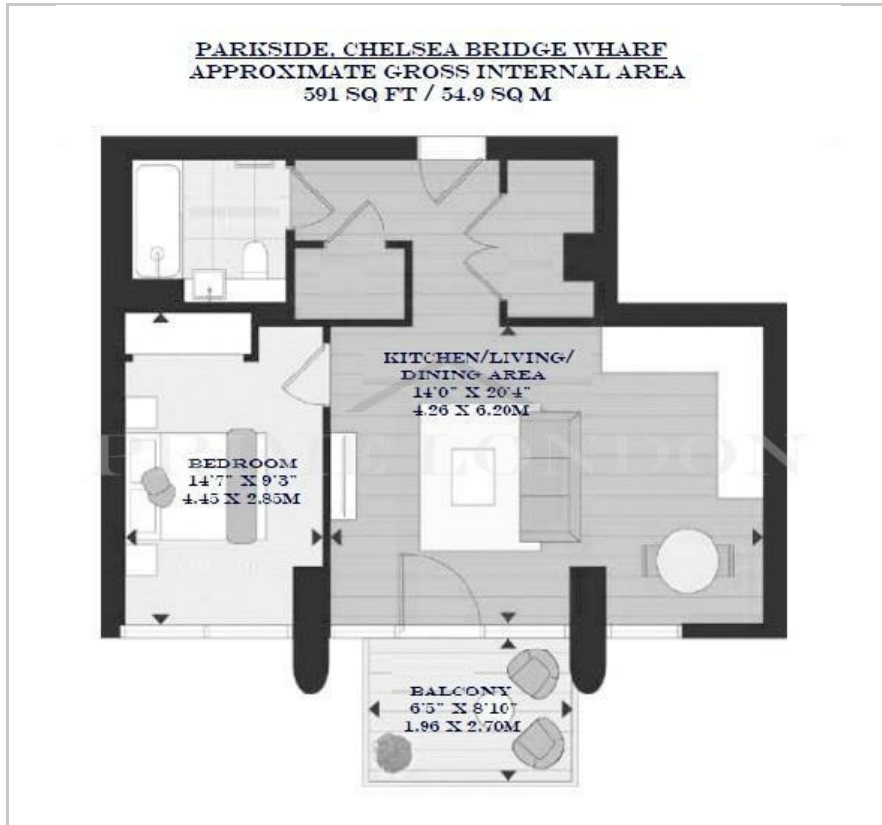 PARKSIDE, CHELSEA BRIDGE WHARF
APPROXIMATE GROSS INTERNAL AREA
591 SQ FT / 54.9 SQ M
KITCHEN/LIVING/
DINING AREA
14'0" X 20'4"
4.26 X 6.20M
PRIME LONDON
BEDROOM
14'7" X 9'3"
4.45 X 2.85M
BALCONY
6'5" X 8'10"
1.96 X 2.70M